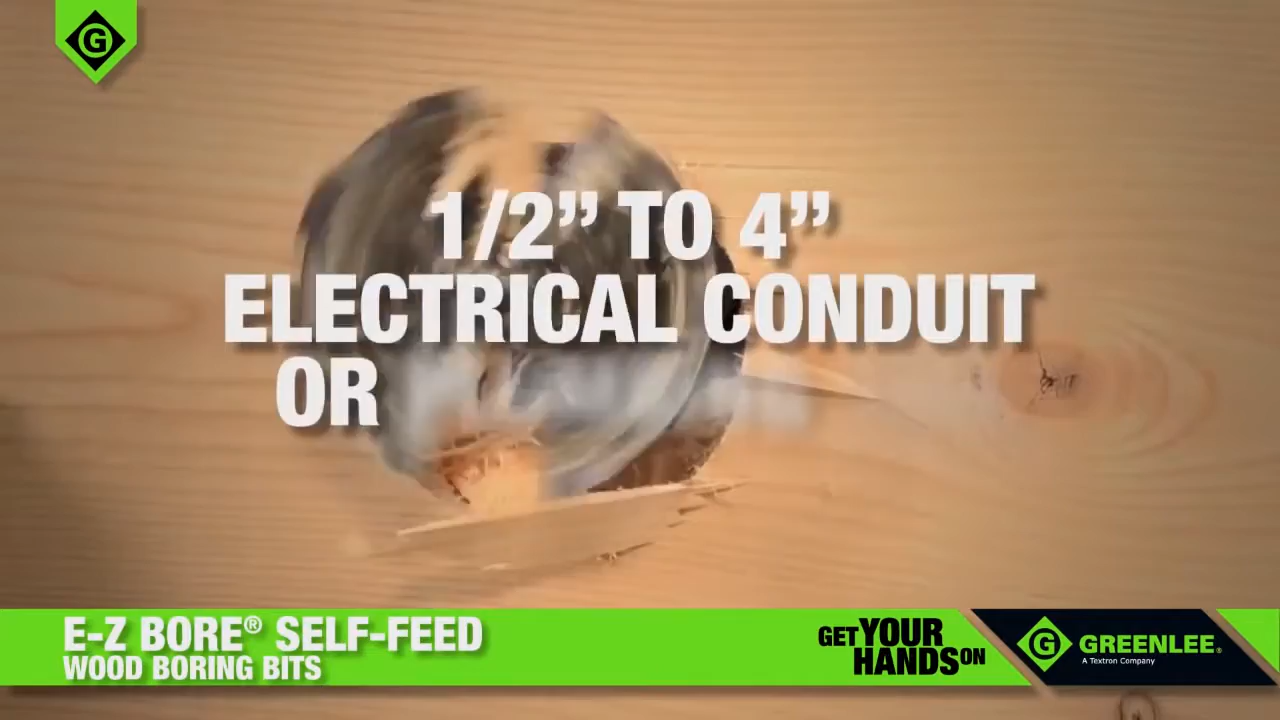 G
1/2” TO 4”
ELECTRICAL CONDUIT
OR
E-Z BORE® SELF-FEED
WOOD BORING BITS
GET YOUR
HANDS ON
G GREENLEE®
A Textron Company